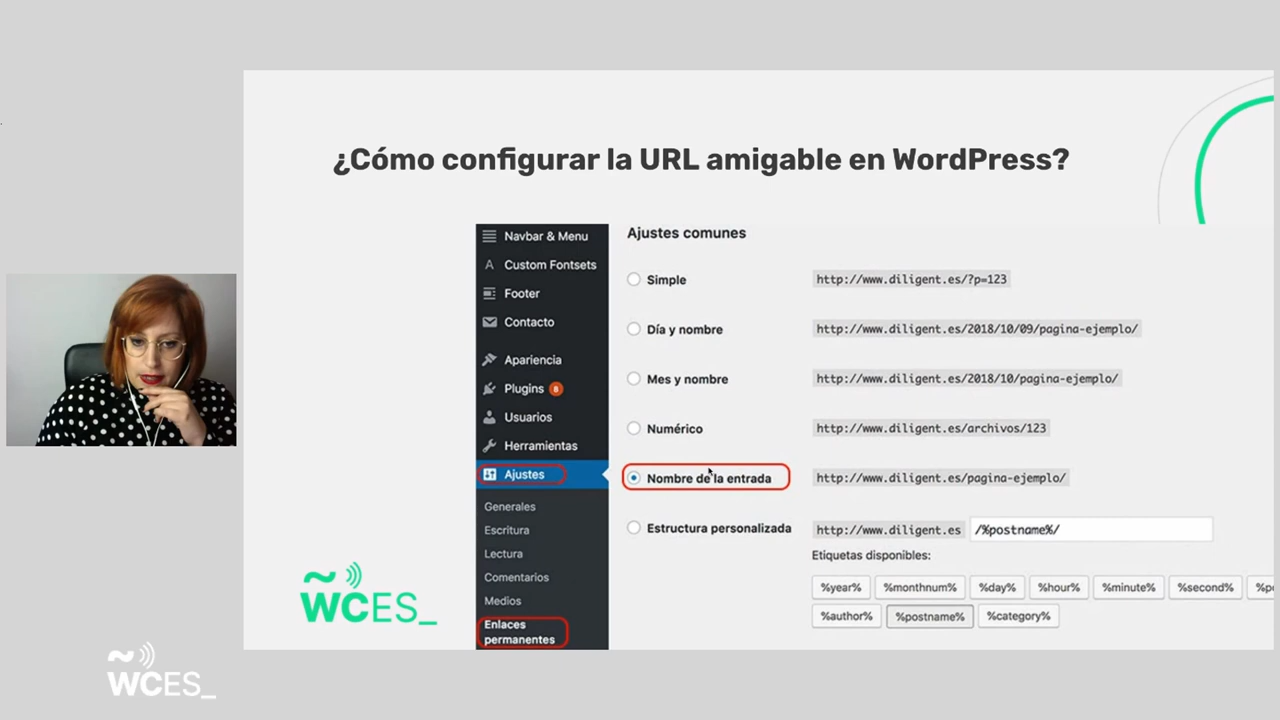 ¿Cómo configurar la URL amigable en WordPress?
Navbar & Menu
Custom Fontsets
Footer
Contacto
Apariencia
Plugins 8
Usuarios
Herramientas
Ajustes
Generales
Escritura
Lectura
Comentarios
Medios
Enlaces
permanentes
Ajustes comunes
Simple http://www.diligent.es/?p=123
Día y nombre http://www.diligent.es/2018/10/09/pagina-ejemplo/
Mes y nombre http://www.diligent.es/2018/10/pagina-ejemplo/
Numérico http://www.diligent.es/archivos/123
Nombre de la entrada http://www.diligent.es/pagina-ejemplo/
Estructura personalizada http://www.diligent.es /%postname%/
Etiquetas disponibles:
%year% %monthnum% %day% %hour% %minute% %second%
%author% %postname% %category%
WCES_
WCES_